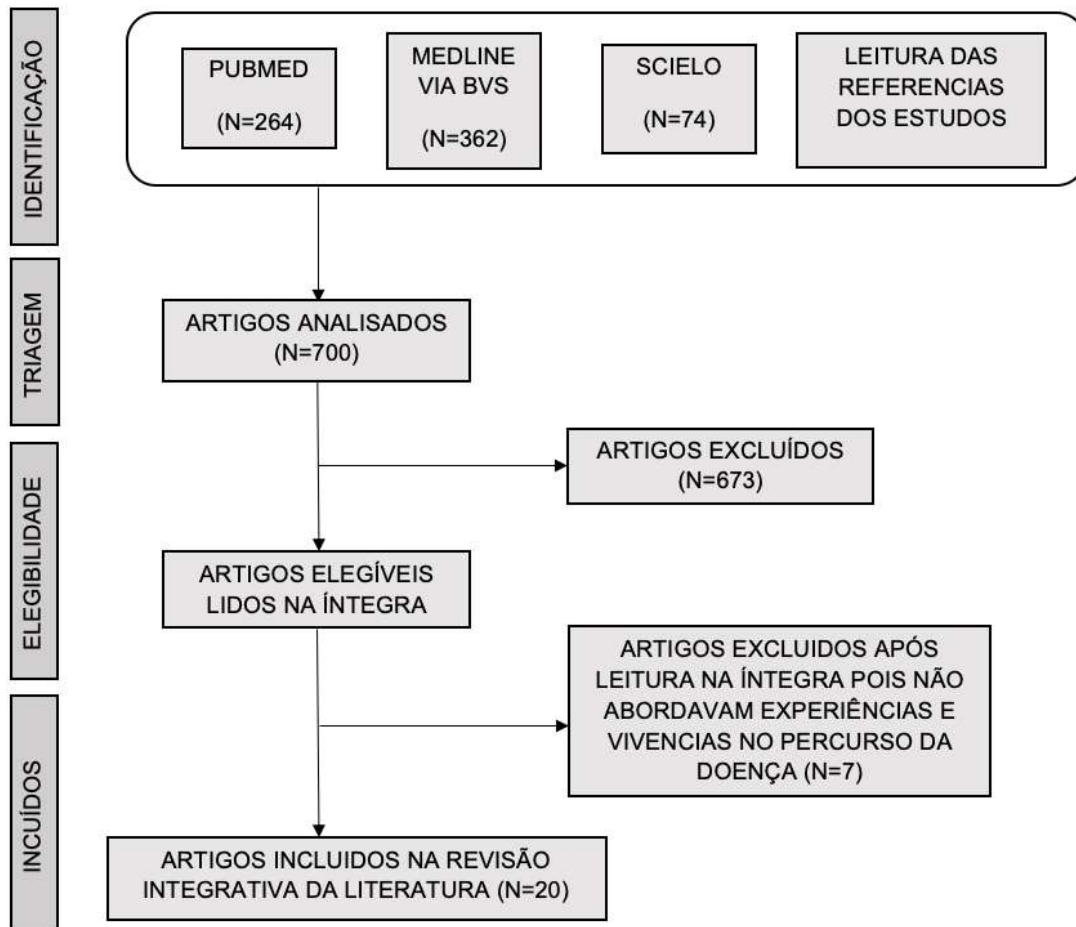 IDENTIFICAÇÃO
PUBMED
(N=264)
MEDLINE
VIA BVS
(N=362)
SCIELO
(N=74)
LEITURA DAS
REFERENCIAS
DOS ESTUDOS
TRIAGEM
ARTIGOS ANALISADOS
(N=700)
ELEGIBILIDADE
ARTIGOS EXCLUÍDOS
(N=673)
ARTIGOS ELEGÍVEIS
LIDOS NA ÍNTEGRA
ARTIGOS EXCLUIDOS APÓS
LEITURA NA ÍNTEGRA POIS NÃO
ABORDAVAM EXPERIÊNCIAS E
VIVENCIAS NO PERCURSO DA
DOENÇA (N=7)
INCUÍDOS
ARTIGOS INCLUIDOS NA REVISÃO
INTEGRATIVA DA LITERATURA (N=20)